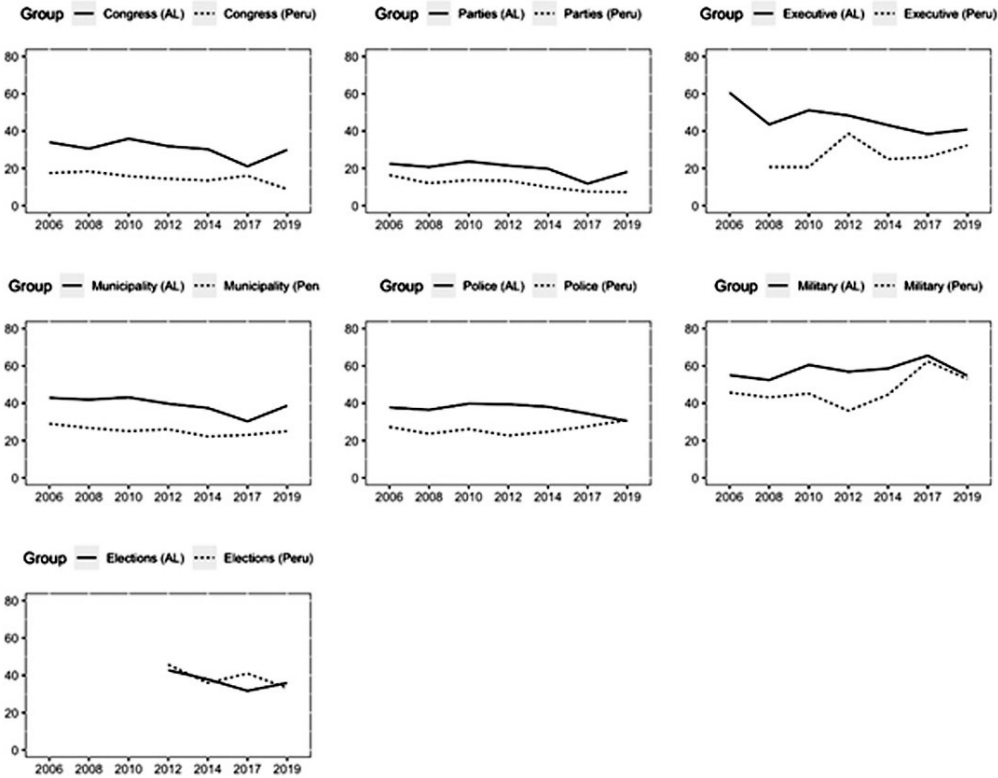 Group Congress (AL) Congress (Peru)
80
60
40
20
0
2006 2008 2010 2012 2014 2017 2019
Group Parties (AL) Parties (Peru)
80
60
40
20
0
2006 2008 2010 2012 2014 2017 2019
Group Executive (AL) Executive (Peru)
80
60
40
20
0
2006 2008 2010 2012 2014 2017 2019
Group Municipality (AL) Municipality (Peru
80
60
40
20
0
2006 2008 2010 2012 2014 2017 2019
Group Police (AL) Police (Peru)
80
60
40
20
0
2006 2008 2010 2012 2014 2017 2019
Group Military (AL) Military (Peru)
80
60
40
20
0
2006 2008 2010 2012 2014 2017 2019
Group Elections (AL) Elections (Peru)
80
60
40
20
0
2006 2008 2010 2012 2014 2017 2019